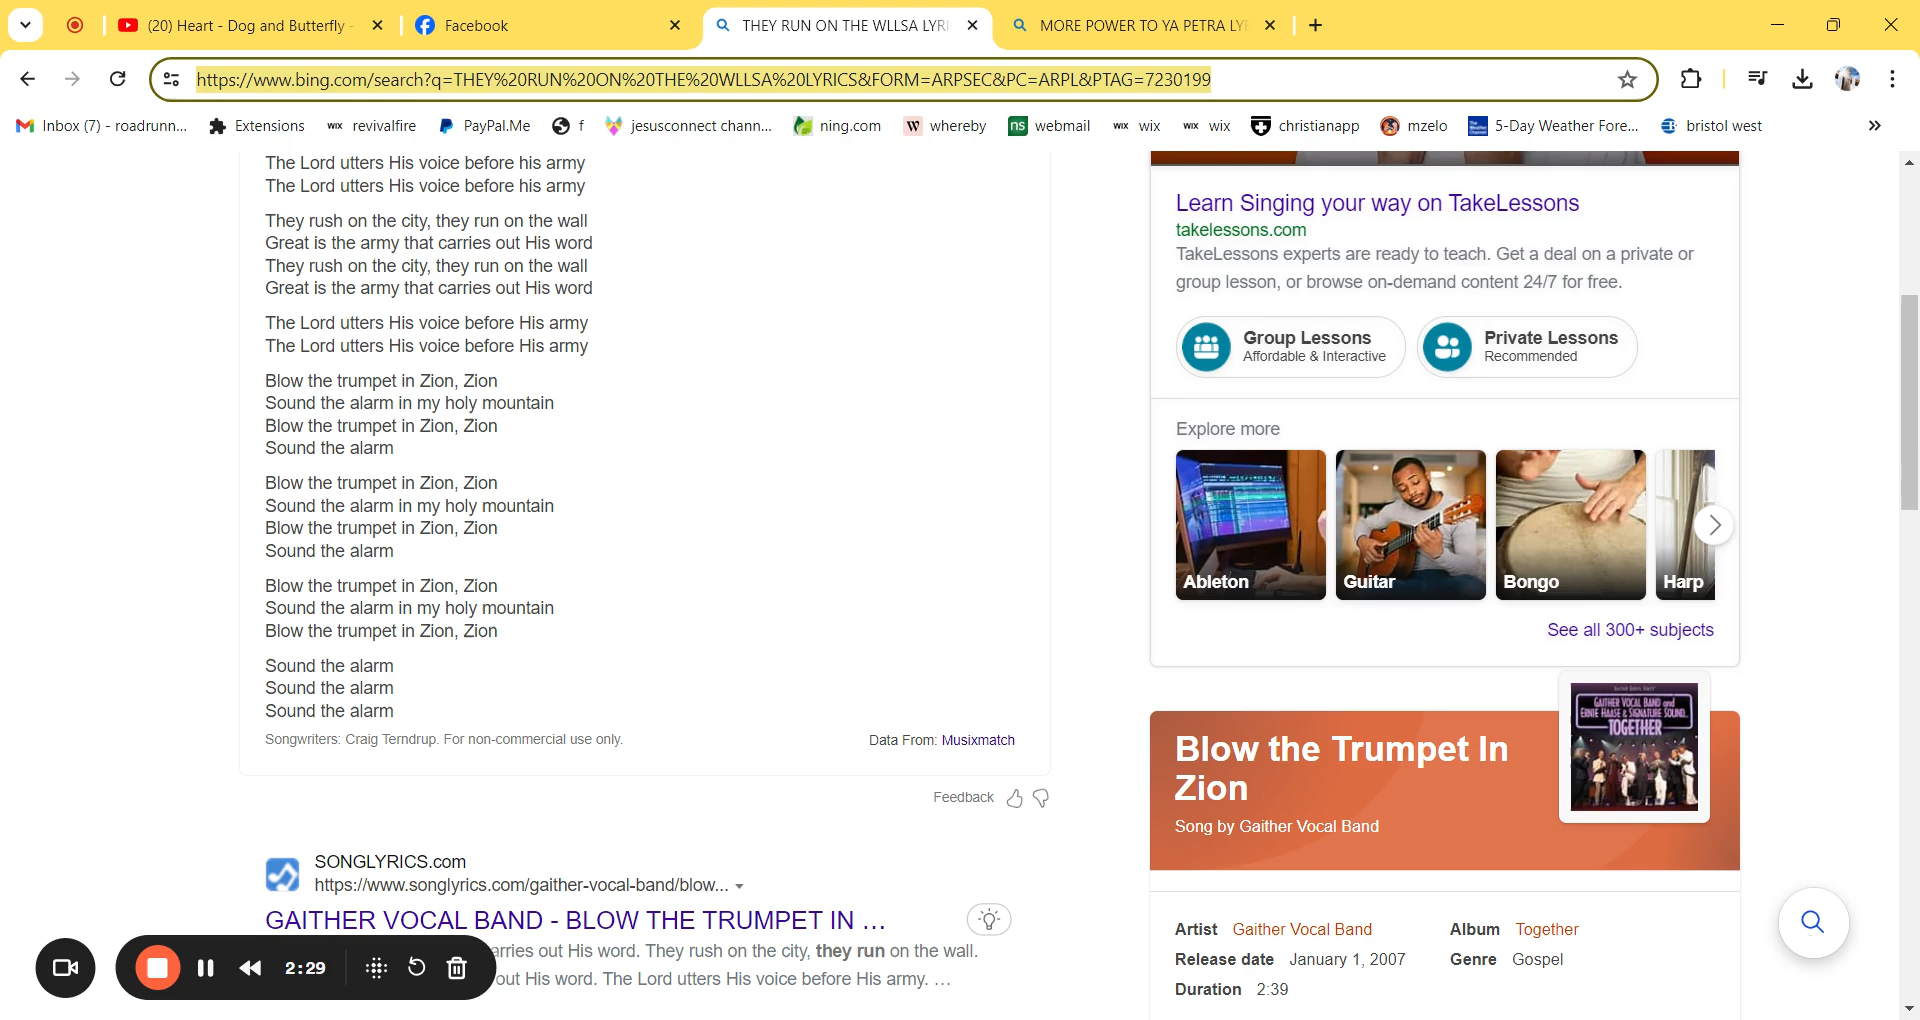 (20) Heart - Dog and Butterfly -
Facebook
THEY RUN ON THE WLLSA LYRI
MORE POWER TO YA PETRA LYF
https://www.bing.com/search?q=THEY%20RUN%20ON%20THE%20WLLSA%20LYRICS&FORM=ARPSEC&PC=ARPL&PTAG=7230199
Inbox (7) - roadrunn...
Extensions
WIX revivalfire
PayPal.Me
f
jesusconnect chann...
ning.com
W whereby
ns webmail
WIX wix
WIX wix
christianapp
mzelo
5-Day Weather Fore...
bristol west
The Lord utters His voice before his army
The Lord utters His voice before his army
They rush on the city, they run on the wall
Great is the army that carries out His word
They rush on the city, they run on the wall
Great is the army that carries out His word
The Lord utters His voice before His army
The Lord utters His voice before His army
Blow the trumpet in Zion, Zion
Sound the alarm in my holy mountain
Blow the trumpet in Zion, Zion
Sound the alarm
Blow the trumpet in Zion, Zion
Sound the alarm in my holy mountain
Blow the trumpet in Zion, Zion
Sound the alarm
Blow the trumpet in Zion, Zion
Sound the alarm in my holy mountain
Blow the trumpet in Zion, Zion
Sound the alarm
Sound the alarm
Sound the alarm
Songwriters: Craig Terndrup. For non-commercial use only.
Data From: Musixmatch
Feedback
SONGLYRICS.com
https://www.songlyrics.com/gaither-vocal-band/blow...
GAITHER VOCAL BAND - BLOW THE TRUMPET IN ...
arries out His word. They rush on the city, they run on the wall.
out His word. The Lord utters His voice before His army. ...
2:29
Learn Singing your way on TakeLessons
takelessons.com
TakeLessons experts are ready to teach. Get a deal on a private or
group lesson, or browse on-demand content 24/7 for free.
Group Lessons
Affordable & Interactive
Private Lessons
Recommended
Explore more
Ableton
Guitar
Bongo
Harp
See all 300+ subjects
Blow the Trumpet In
Zion
Song by Gaither Vocal Band
GAITHER VOCAL BAND and
ERNIE HAASE & SIGNATURE SOUND
TOGETHER
Artist Gaither Vocal Band
Album Together
Release date January 1, 2007
Genre Gospel
Duration 2:39